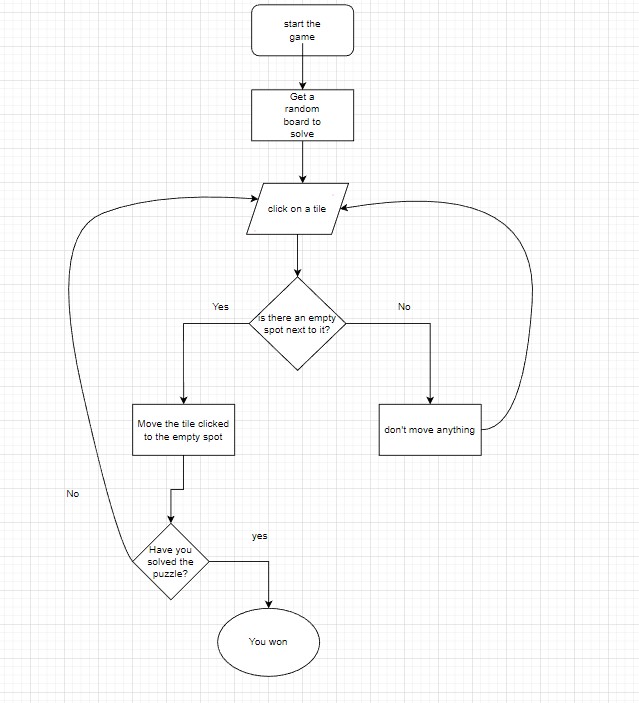 start the
game
Get a
random
board to
solve
click on a tile
Yes
is there an empty
spot next to it?
No
Move the tile clicked
to the empty spot
don't move anything
No
Have you
solved the
puzzle?
yes
You won